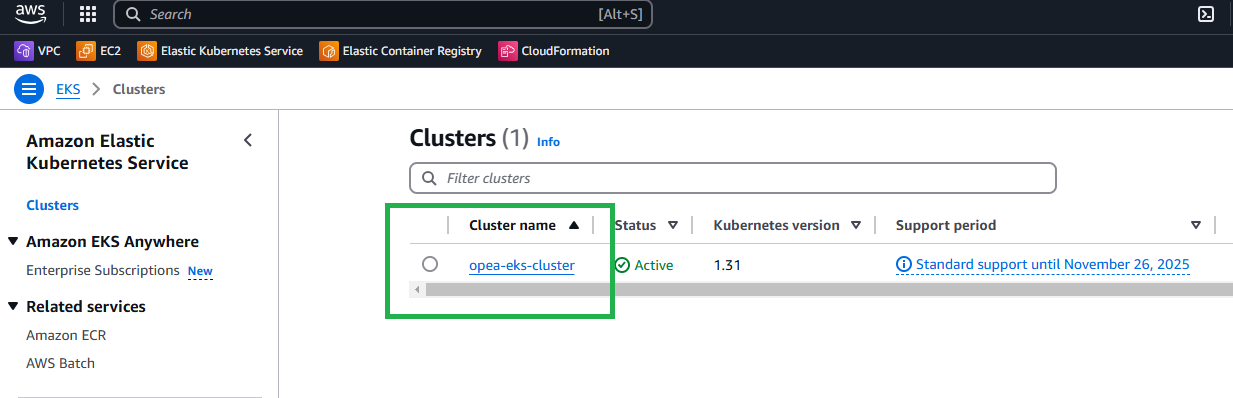 aws
Search [Alt+S]
VPC EC2 Elastic Kubernetes Service Elastic Container Registry CloudFormation
EKS Clusters
Amazon Elastic
Kubernetes Service
Clusters
Amazon EKS Anywhere
Enterprise Subscriptions New
Related services
Amazon ECR
AWS Batch
Clusters (1) Info
Filter clusters
Cluster name Status Kubernetes version Support period
opea-eks-cluster Active 1.31 Standard support until November 26, 2025